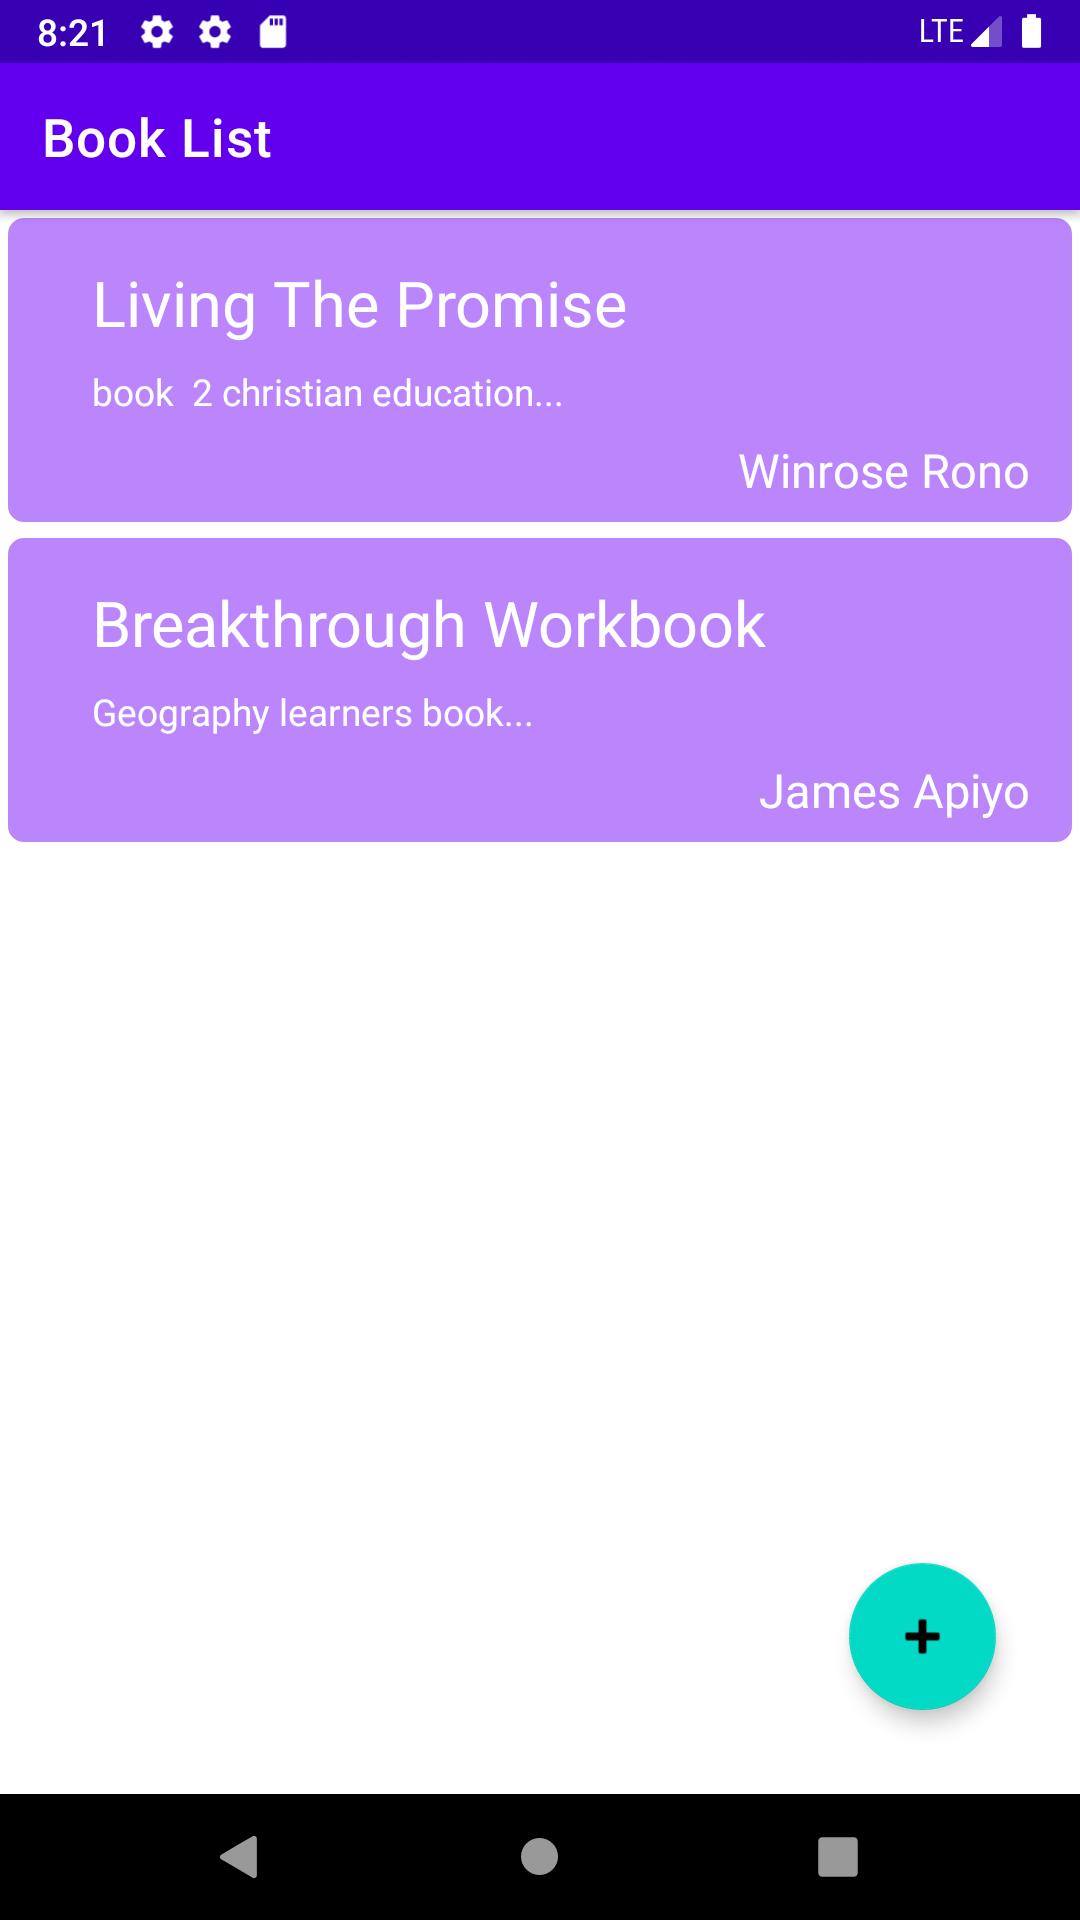 8:21 LTE
Book List
Living The Promise
book  2 christian education...
Winrose Rono
Breakthrough Workbook
Geography learners book...
James Apiyo
+